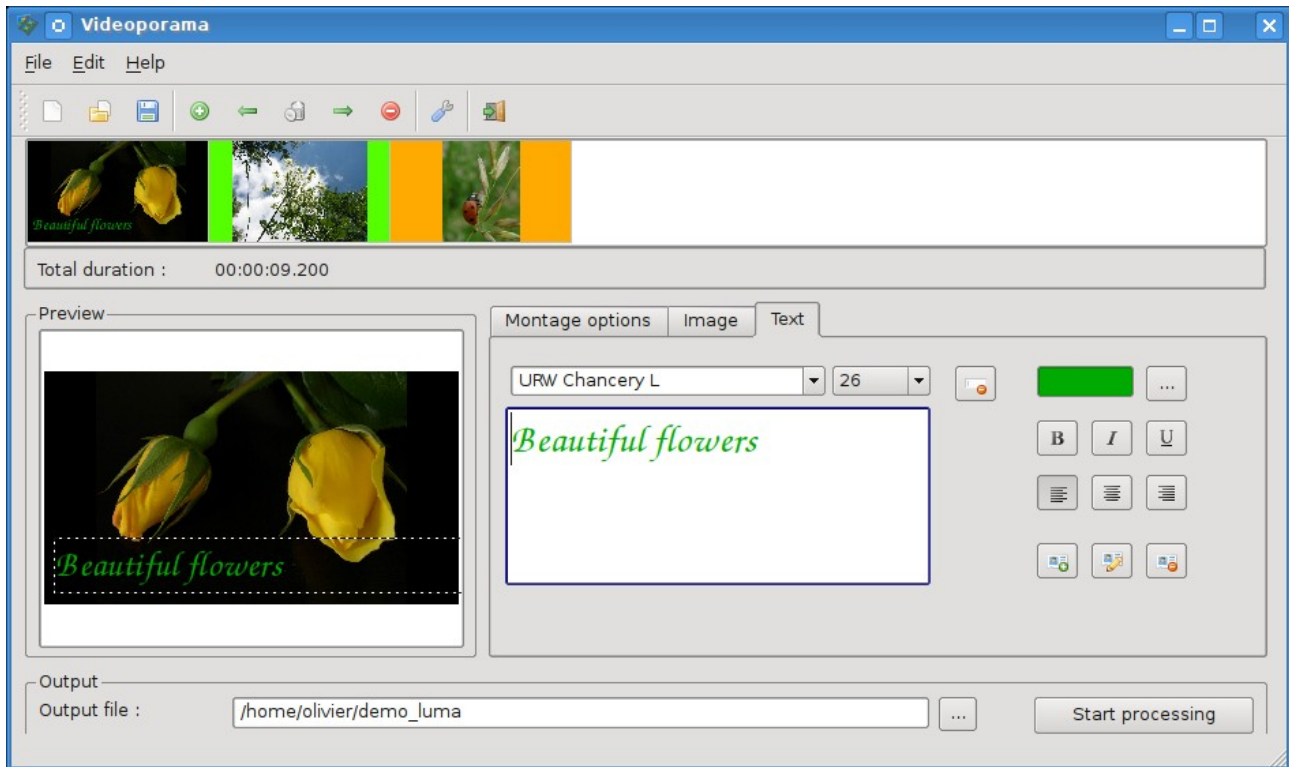 Videoporama
File Edit Help
Beautiful flowers
Total duration : 00:00:09.200
Preview
Montage options Image Text
URW Chancery L 26 ...
Beautiful flowers
B I U
Beautiful flowers
Output
Output file : /home/olivier/demo_luma ... Start processing